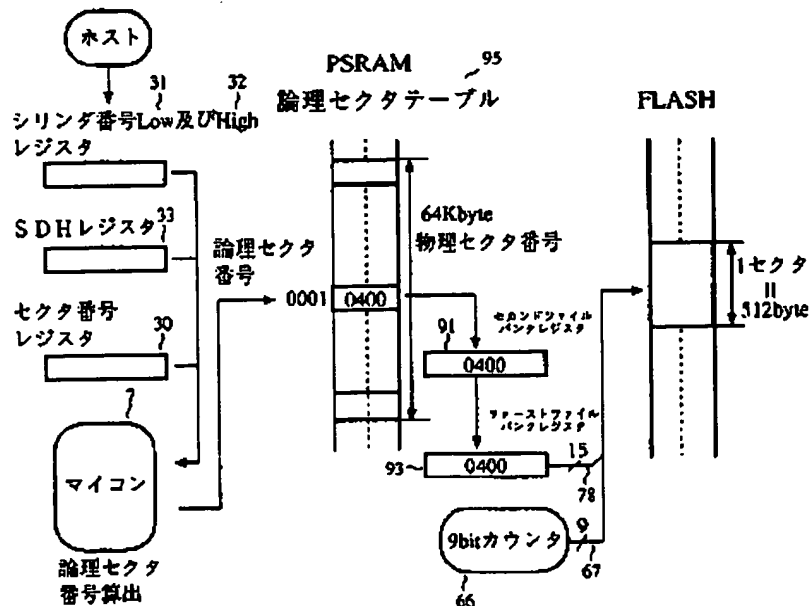 ホスト
31
32
シリンダ番号Low及びHigh
レジスタ
SDHレジスタ
33
セクタ番号
レジスタ
30
7
マイコン
論理セクタ
番号算出
論理セクタ
番号
PSRAM
論理セクタテーブル
95
64Kbyte
物理セクタ番号
0001
0400
セカンドファイル
バンクレジスタ
91
0400
ファーストファイル
バンクレジスタ
93
0400
15
78
9bitカウンタ
9
67
66
FLASH
1セクタ
=
512byte